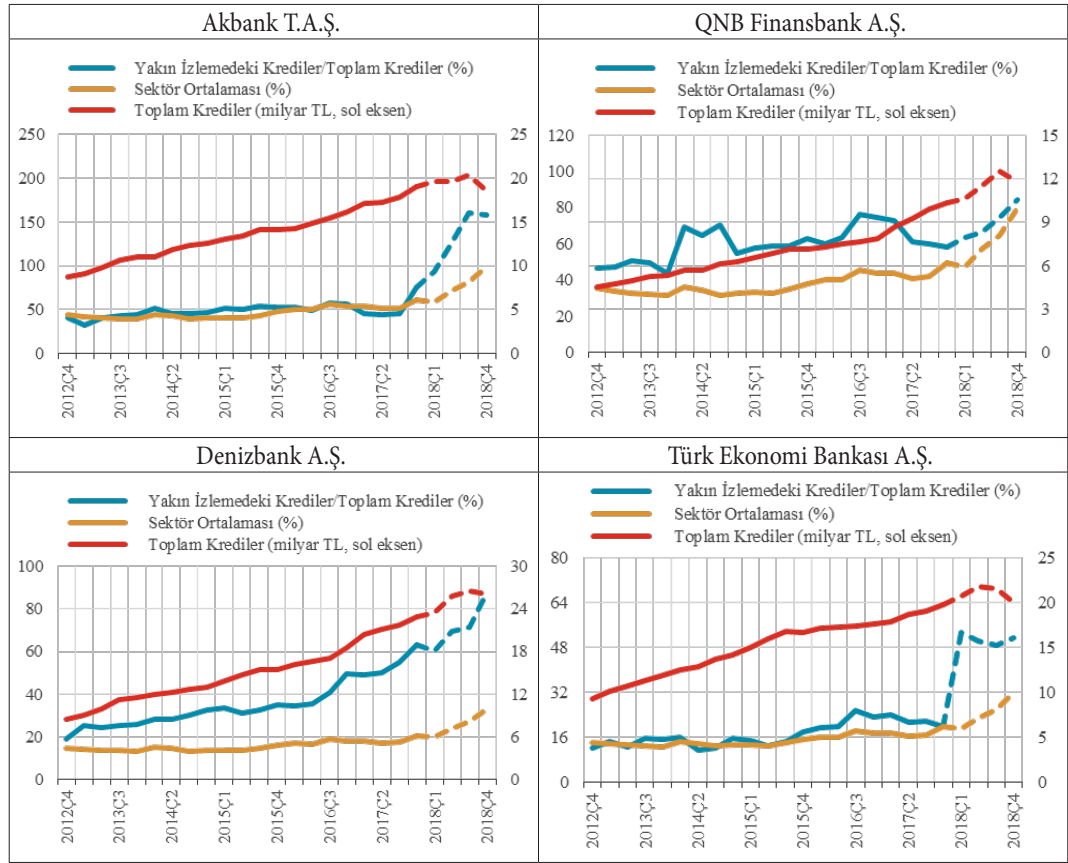 Akbank T.A.Ş.
Yakın İzlemedeki Krediler/Toplam Krediler (%)
Sektör Ortalaması (%)
Toplam Krediler (milyar TL, sol eksen)
250
200
150
100
50
0
25
20
15
10
5
0
2012Ç4
2013Ç3
2014Ç2
2015Ç1
2015Ç4
2016Ç3
2017Ç2
2018Ç1
2018Ç4
QNB Finansbank A.Ş.
Yakın İzlemedeki Krediler/Toplam Krediler (%)
Sektör Ortalaması (%)
Toplam Krediler (milyar TL, sol eksen)
120
100
80
60
40
20
0
15
12
9
6
3
0
2012Ç4
2013Ç3
2014Ç2
2015Ç1
2015Ç4
2016Ç3
2017Ç2
2018Ç1
2018Ç4
Denizbank A.Ş.
Yakın İzlemedeki Krediler/Toplam Krediler (%)
Sektör Ortalaması (%)
Toplam Krediler (milyar TL, sol eksen)
100
80
60
40
20
0
30
24
18
12
6
0
2012Ç4
2013Ç3
2014Ç2
2015Ç1
2015Ç4
2016Ç3
2017Ç2
2018Ç1
2018Ç4
Türk Ekonomi Bankası A.Ş.
Yakın İzlemedeki Krediler/Toplam Krediler (%)
Sektör Ortalaması (%)
Toplam Krediler (milyar TL, sol eksen)
80
64
48
32
16
0
25
20
15
10
5
0
2012Ç4
2013Ç3
2014Ç2
2015Ç1
2015Ç4
2016Ç3
2017Ç2
2018Ç1
2018Ç4